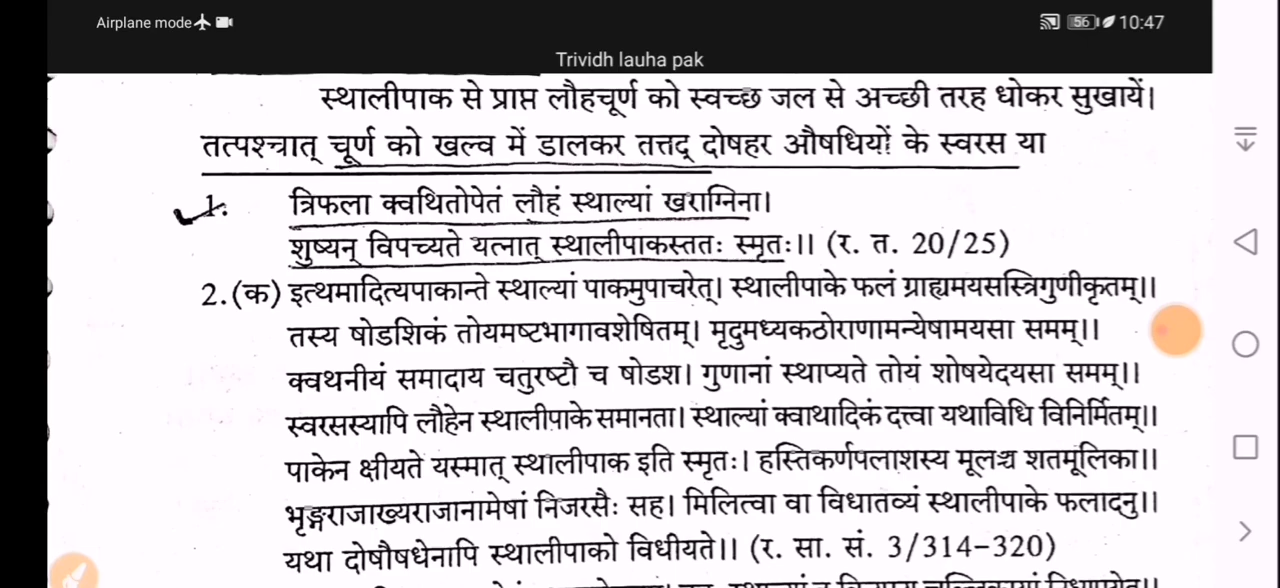 Airplane mode 56 10:47
Trividh lauha pak
स्थालीपाक से प्राप्त लौहचूर्ण को स्वच्छ जल से अच्छी तरह धोकर सुखायें।
तत्पश्चात् चूर्ण को खल्व में डालकर तत्तद् दोषहर औषधियों के स्वरस या
1. त्रिफला क्वथितोपेतं लौहं स्थाल्यां खराग्निना।
शुष्यन् विपच्यते यत्नात् स्थालीपाकस्ततः स्मृतः।। (र. त. 20/25)
2. (क) इत्थमादित्यपाकान्ते स्थाल्यां पाकमुपाचरेत्। स्थालीपाके फलं ग्राह्यमयसस्त्रिगुणीकृतम्।।
तस्य षोडशिकं तोयमष्टभागावशेषितम्। मृदुमध्यकठोराणामन्येषामयसा समम्।।
क्वथनीयं समादाय चतुरष्टौ च षोडश। गुणानां स्थाप्यते तोयं शोषयेदयसा समम्।।
स्वरसस्यापि लौहेन स्थालीपाके समानता। स्थाल्यां क्वाथादिकं दत्त्वा यथाविधि विनिर्मितम्।।
पाकेन क्षीयते यस्मात् स्थालीपाक इति स्मृतः। हस्तिकर्णपलाशस्य मूलञ्च शतमूलिका।।
भृङ्गराजाख्यराजानामेषां निजरसैः सह। मिलित्वा वा विधातव्यं स्थालीपाके फलादनु।।
यथा दोषौषधेनापि स्थालीपाको विधीयते।। (र. सा. सं. 3/314-320)